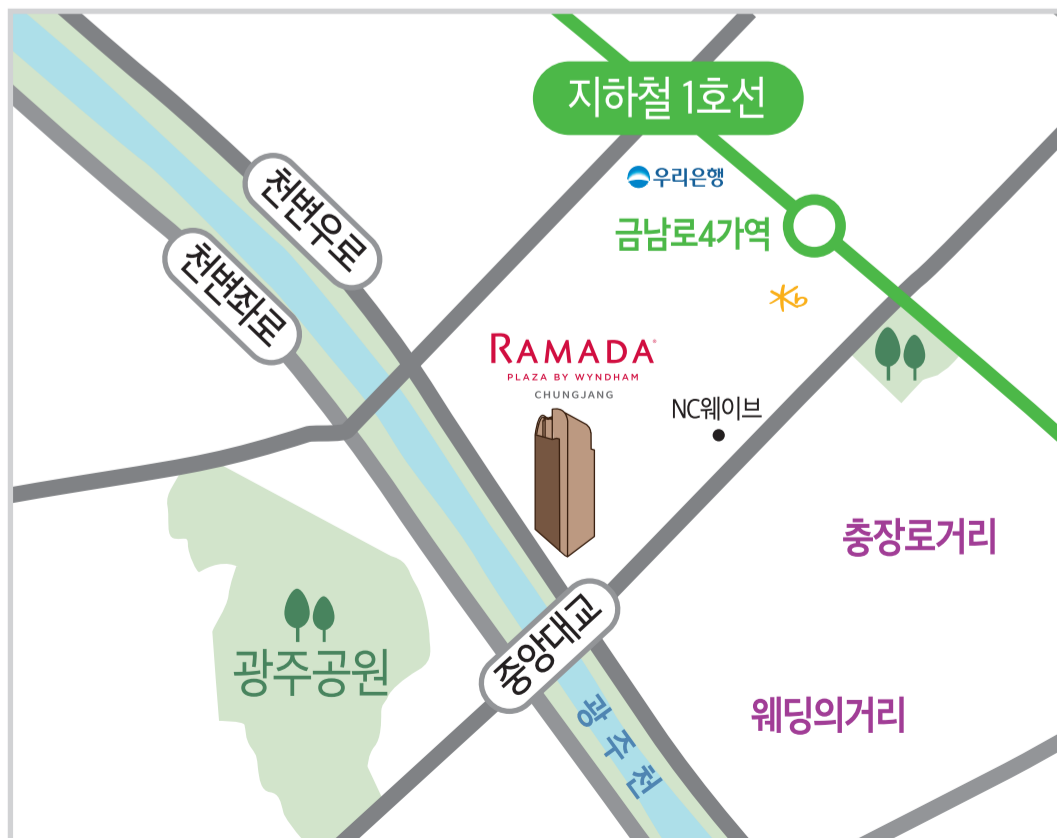 지하철 1호선
우리은행
천변우로
금남로4가역
천변좌로
Kb
RAMADA
PLAZA BY WYNDHAM
CHUNGJANG
NC웨이브
충장로거리
중앙대교
광주공원
웨딩의거리
광주천